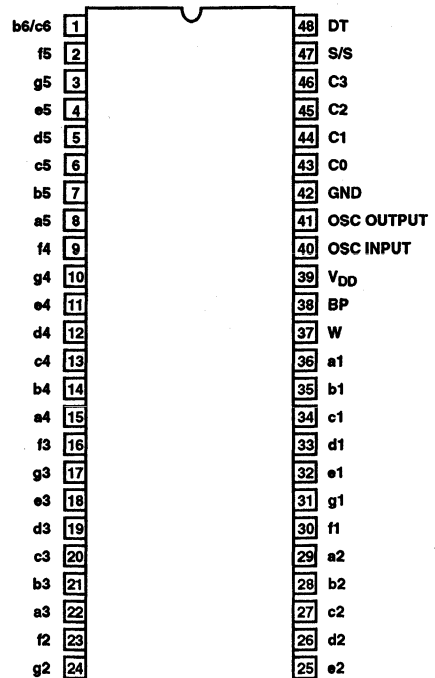 b6/c6 1 48 DT
f5 2 47 S/S
g5 3 46 C3
e5 4 45 C2
d5 5 44 C1
c5 6 43 C0
b5 7 42 GND
a5 8 41 OSC OUTPUT
f4 9 40 OSC INPUT
g4 10 39 VDD
e4 11 38 BP
d4 12 37 W
c4 13 36 a1
b4 14 35 b1
a4 15 34 c1
f3 16 33 d1
g3 17 32 e1
e3 18 31 g1
d3 19 30 f1
c3 20 29 a2
b3 21 28 b2
a3 22 27 c2
f2 23 26 d2
g2 24 25 e2